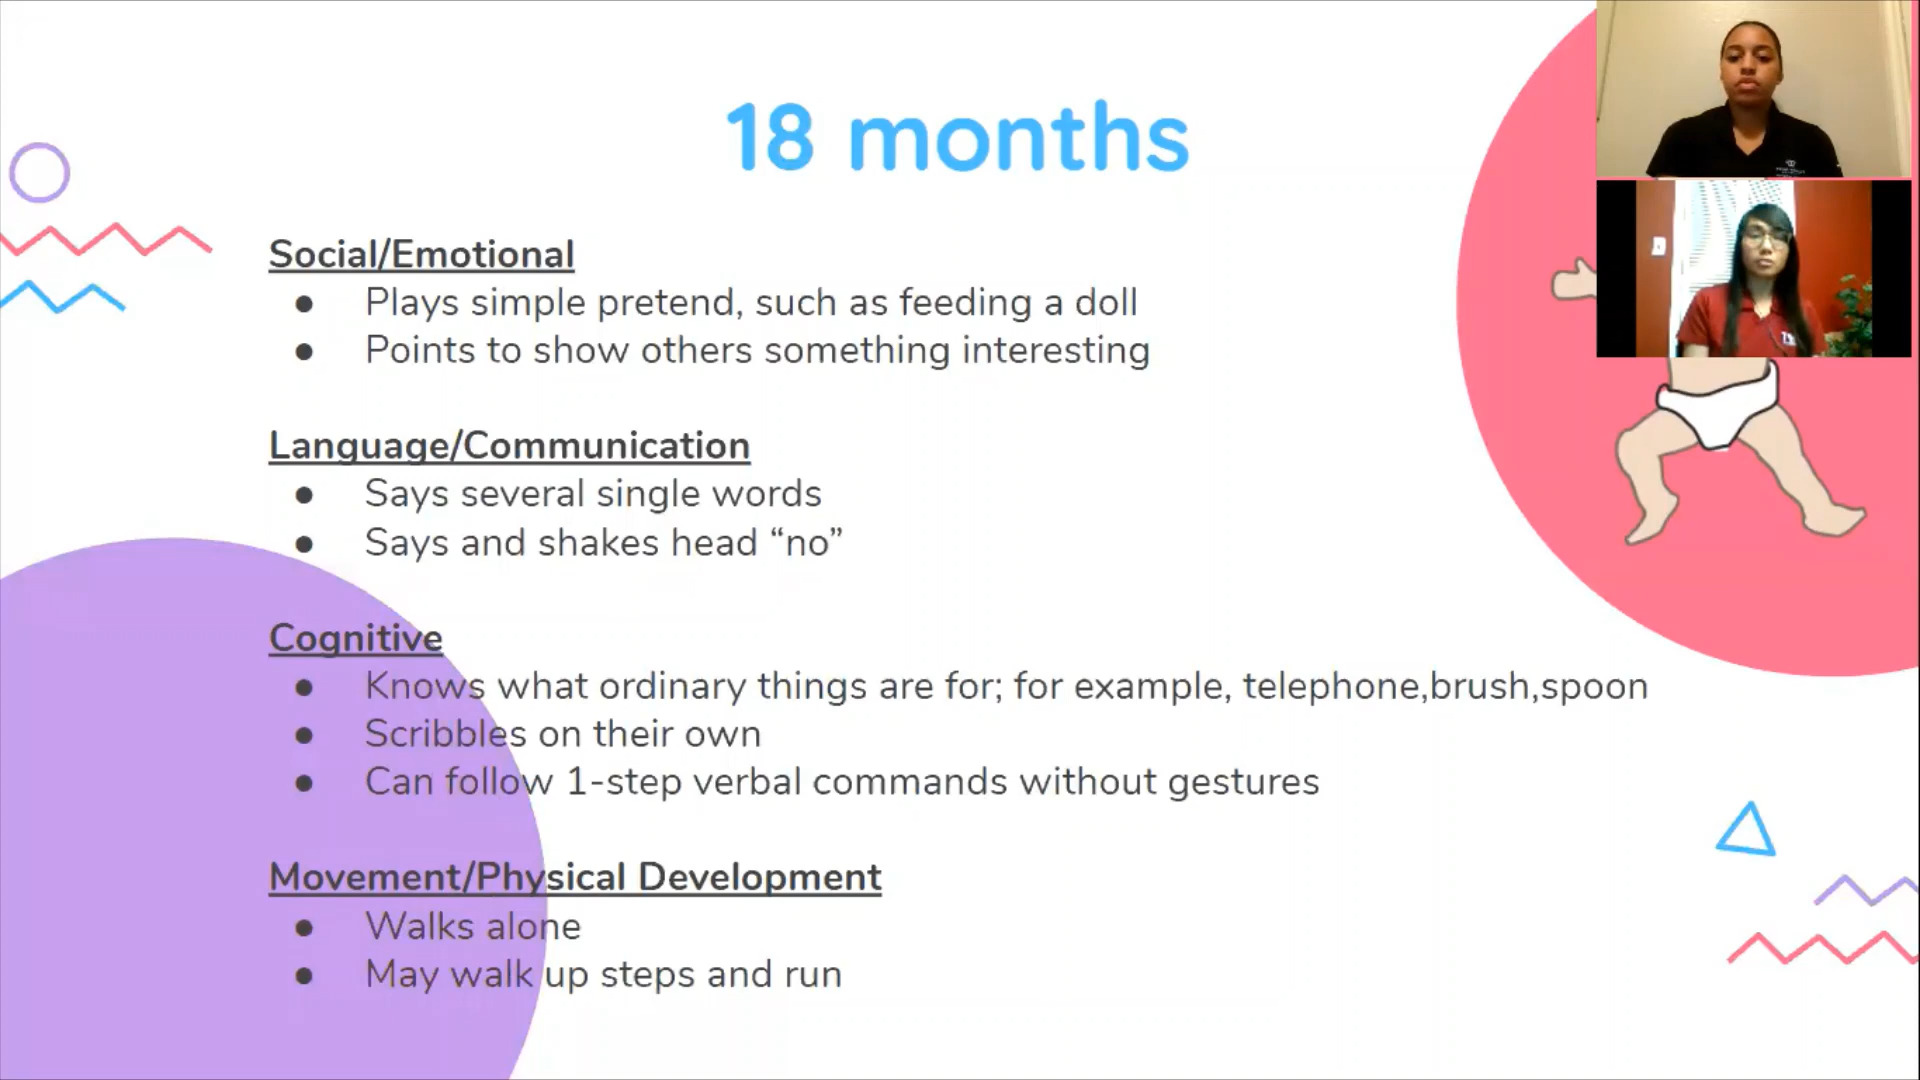 18 months
Social/Emotional
● Plays simple pretend, such as feeding a doll
● Points to show others something interesting
Language/Communication
● Says several single words
● Says and shakes head “no”
Cognitive
● Knows what ordinary things are for; for example, telephone,brush,spoon
● Scribbles on their own
● Can follow 1-step verbal commands without gestures
Movement/Physical Development
● Walks alone
● May walk up steps and run